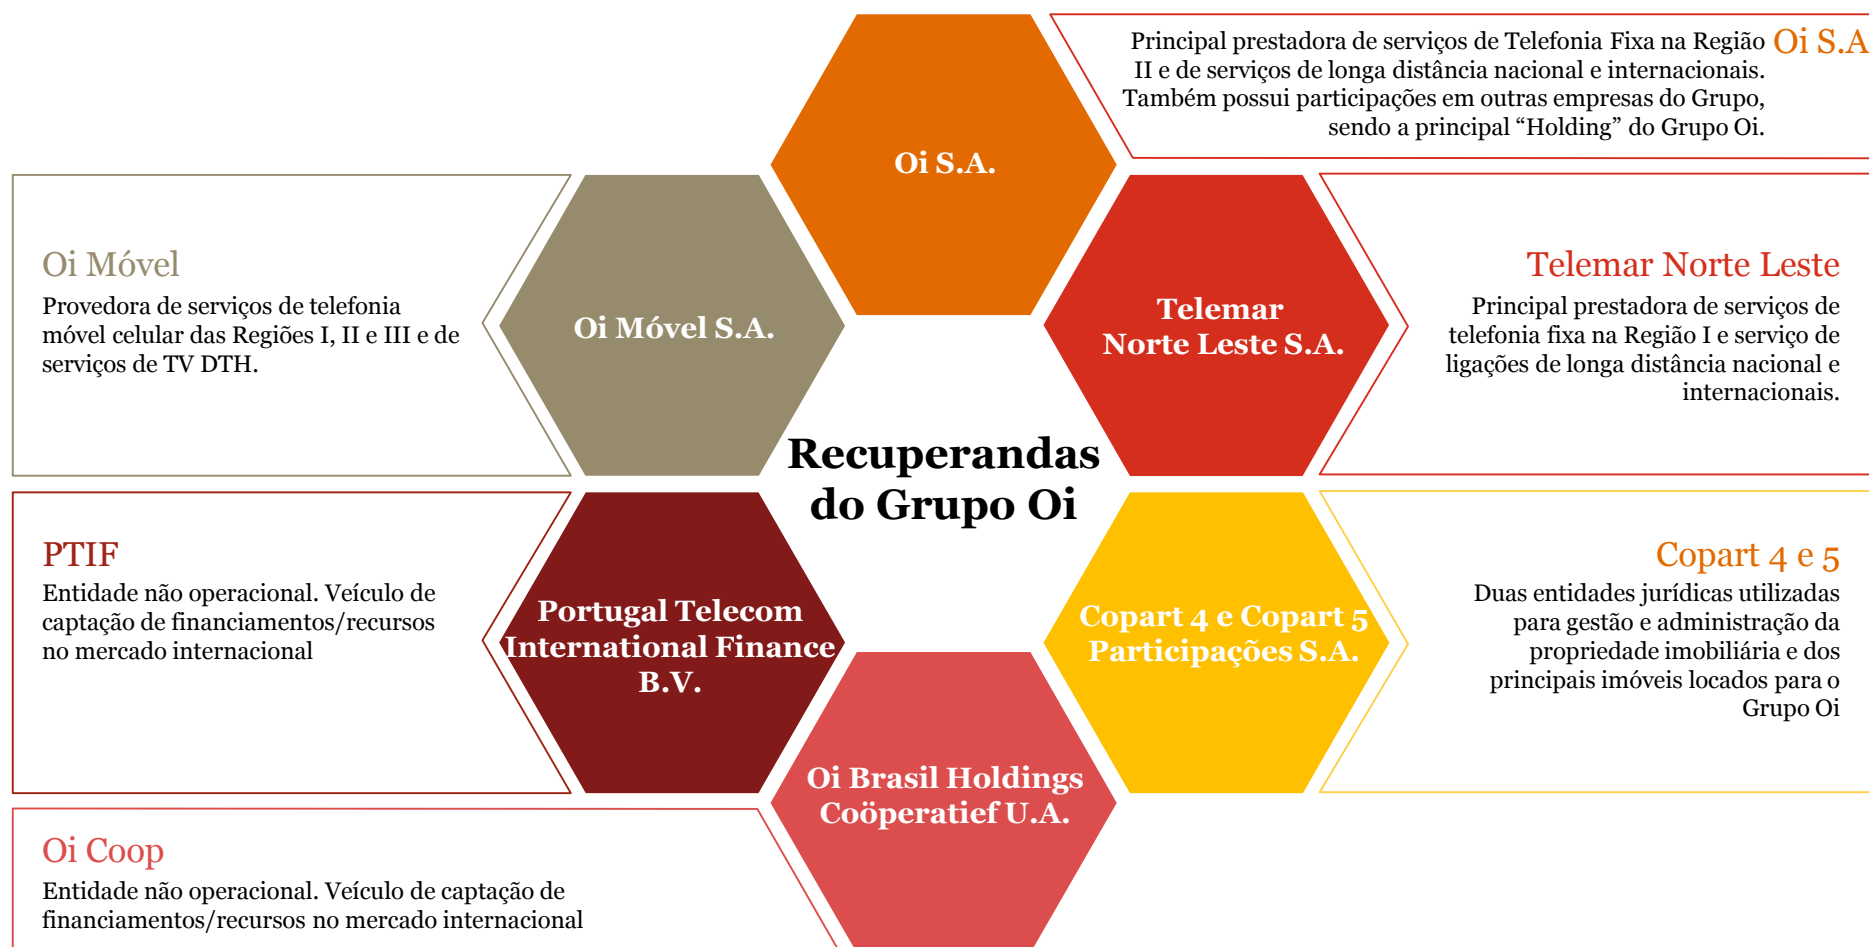 Oi S.A
Principal prestadora de serviços de Telefonia Fixa na Região
II e de serviços de longa distância nacional e internacionais.
Também possui participações em outras empresas do Grupo,
sendo a principal “Holding” do Grupo Oi.
Oi S.A.
Oi Móvel
Provedora de serviços de telefonia
móvel celular das Regiões I, II e III e de
serviços de TV DTH.
Oi Móvel S.A.
Telemar
Norte Leste S.A.
Telemar Norte Leste
Principal prestadora de serviços de
telefonia fixa na Região I e serviço de
ligações de longa distância nacional e
internacionais.
Recuperandas
do Grupo Oi
PTIF
Entidade não operacional. Veículo de
captação de financiamentos/recursos
no mercado internacional
Portugal Telecom
International Finance
B.V.
Copart 4 e Copart 5
Participações S.A.
Copart 4 e 5
Duas entidades jurídicas utilizadas
para gestão e administração da
propriedade imobiliária e dos
principais imóveis locados para o
Grupo Oi
Oi Brasil Holdings
Coöperatief U.A.
Oi Coop
Entidade não operacional. Veículo de captação de
financiamentos/recursos no mercado internacional